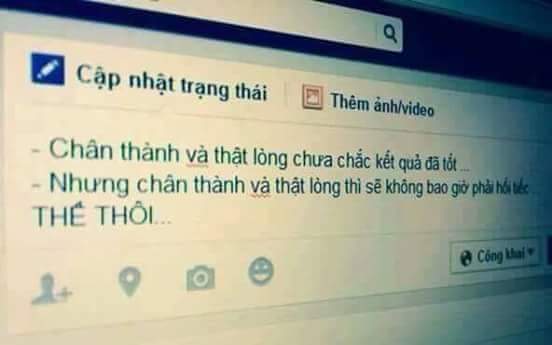 Cập nhật trạng thái
Thêm ảnh/video
- Chân thành và thật lòng chưa chắc kết quả đã tốt ...
- Nhưng chân thành và thật lòng thì sẽ không bao giờ phải hối tiếc ...
THẾ THÔI...
Công khai